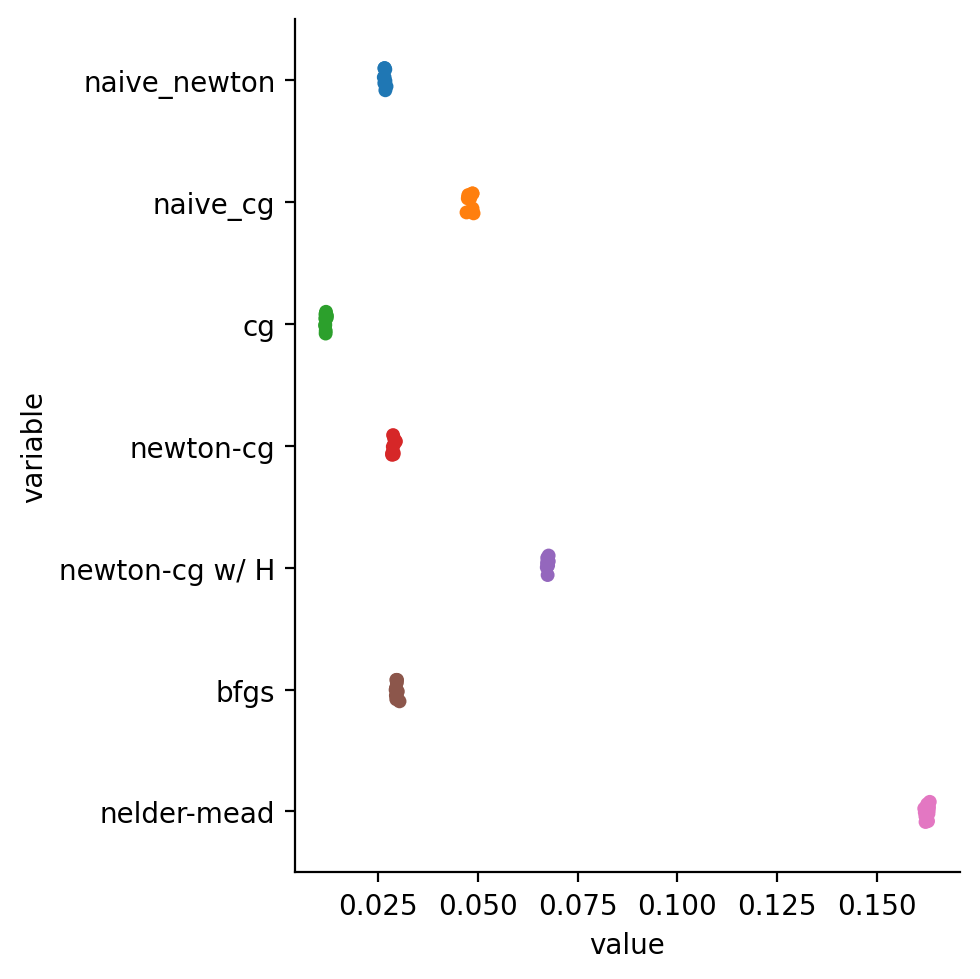 naive_newton
naive_cg
cg
newton-cg
newton-cg w/ H
bfgs
nelder-mead
variable
0.025 0.050 0.075 0.100 0.125 0.150
value